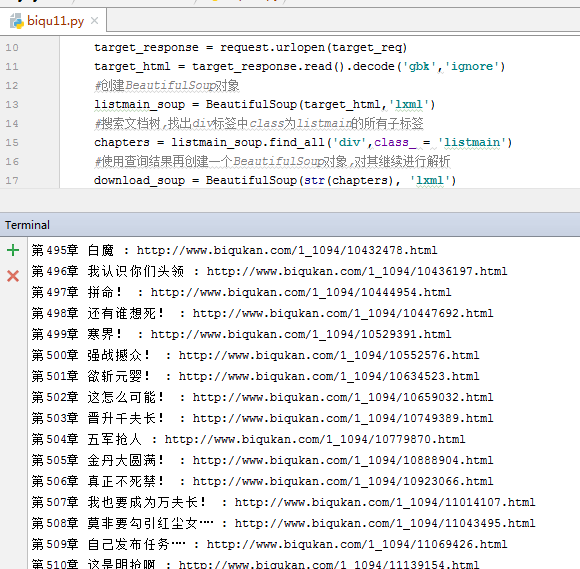 biqu11.py ×
10 target_response = request.urlopen(target_req)
11 target_html = target_response.read().decode('gbk','ignore')
12 #创建BeautifulSoup对象
13 listmain_soup = BeautifulSoup(target_html,'lxml')
14 #搜索文档树,找出div标签中class为listmain的所有子标签
15 chapters = listmain_soup.find_all('div',class_ = 'listmain')
16 #使用查询结果再创建一个BeautifulSoup对象,对其继续进行解析
17 download_soup = BeautifulSoup(str(chapters), 'lxml')
Terminal
第495章 白魔 : http://www.biqukan.com/1_1094/10432478.html
第496章 我认识你们头领 : http://www.biqukan.com/1_1094/10436197.html
第497章 拼命！ : http://www.biqukan.com/1_1094/10444954.html
第498章 还有谁想死！ : http://www.biqukan.com/1_1094/10447692.html
第499章 寒界！ : http://www.biqukan.com/1_1094/10529391.html
第500章 强战撼众！ : http://www.biqukan.com/1_1094/10552576.html
第501章 欲斩元婴！ : http://www.biqukan.com/1_1094/10634523.html
第502章 这怎么可能！ : http://www.biqukan.com/1_1094/10659032.html
第503章 晋升千夫长！ : http://www.biqukan.com/1_1094/10749389.html
第504章 五军抢人 : http://www.biqukan.com/1_1094/10779870.html
第505章 金丹大圆满！ : http://www.biqukan.com/1_1094/10888904.html
第506章 真正不死禁！ : http://www.biqukan.com/1_1094/10923066.html
第507章 我也要成为万夫长！ : http://www.biqukan.com/1_1094/11014107.html
第508章 莫非要勾引红尘女…… : http://www.biqukan.com/1_1094/11043495.html
第509章 自己发布任务…… : http://www.biqukan.com/1_1094/11069426.html
第510章 这是明抢啊 : http://www.biqukan.com/1_1094/11139154.html